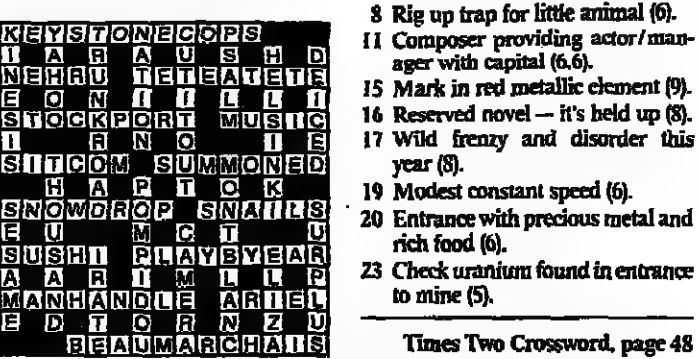 KEYSTONECOPS
I A R A U S H D
NEHRU TETEATETE
E O N I I L L I
STOCKPORT MUSIC
I R N O I E
SITCOM SUMMONED
H A P T O K
SNOWDROP SNAILS
E U M C T U
SUSHI PLAYBYEAR
A A R I M L L P
MANHANDLE ARIEL
E D T O R N Z U
BEAUMARCHAIS
8 Rig up trap for little animal (6).
11 Composer providing actor/man-
ager with capital (6.6).
15 Mark in red metallic element (9).
16 Reserved novel — it's held up (8).
17 Wild frenzy and disorder this
year (8).
19 Modest constant speed (6).
20 Entrance with precious metal and
rich food (6).
23 Check uranium found in entrance
to mine (5).
Times Two Crossword, page 48